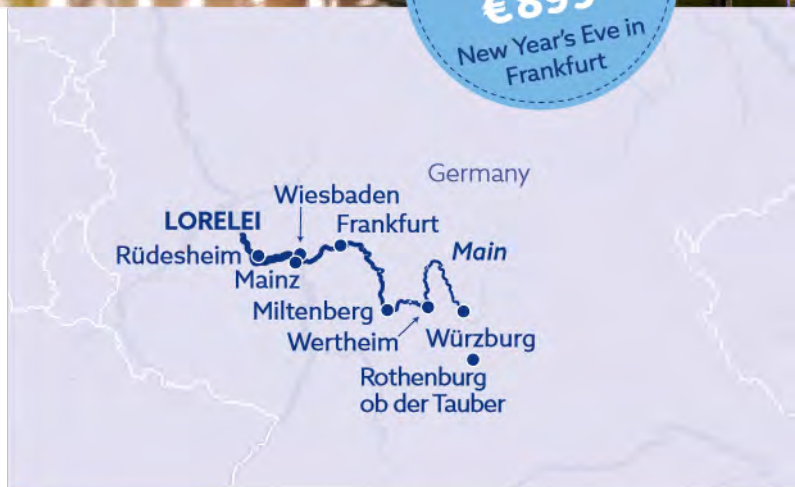 New Year's Eve in
Frankfurt
Germany
Wiesbaden
LORELEI
Frankfurt
Rüdesheim
Main
Mainz
Miltenberg
Wertheim
Würzburg
Rothenburg
ob der Tauber